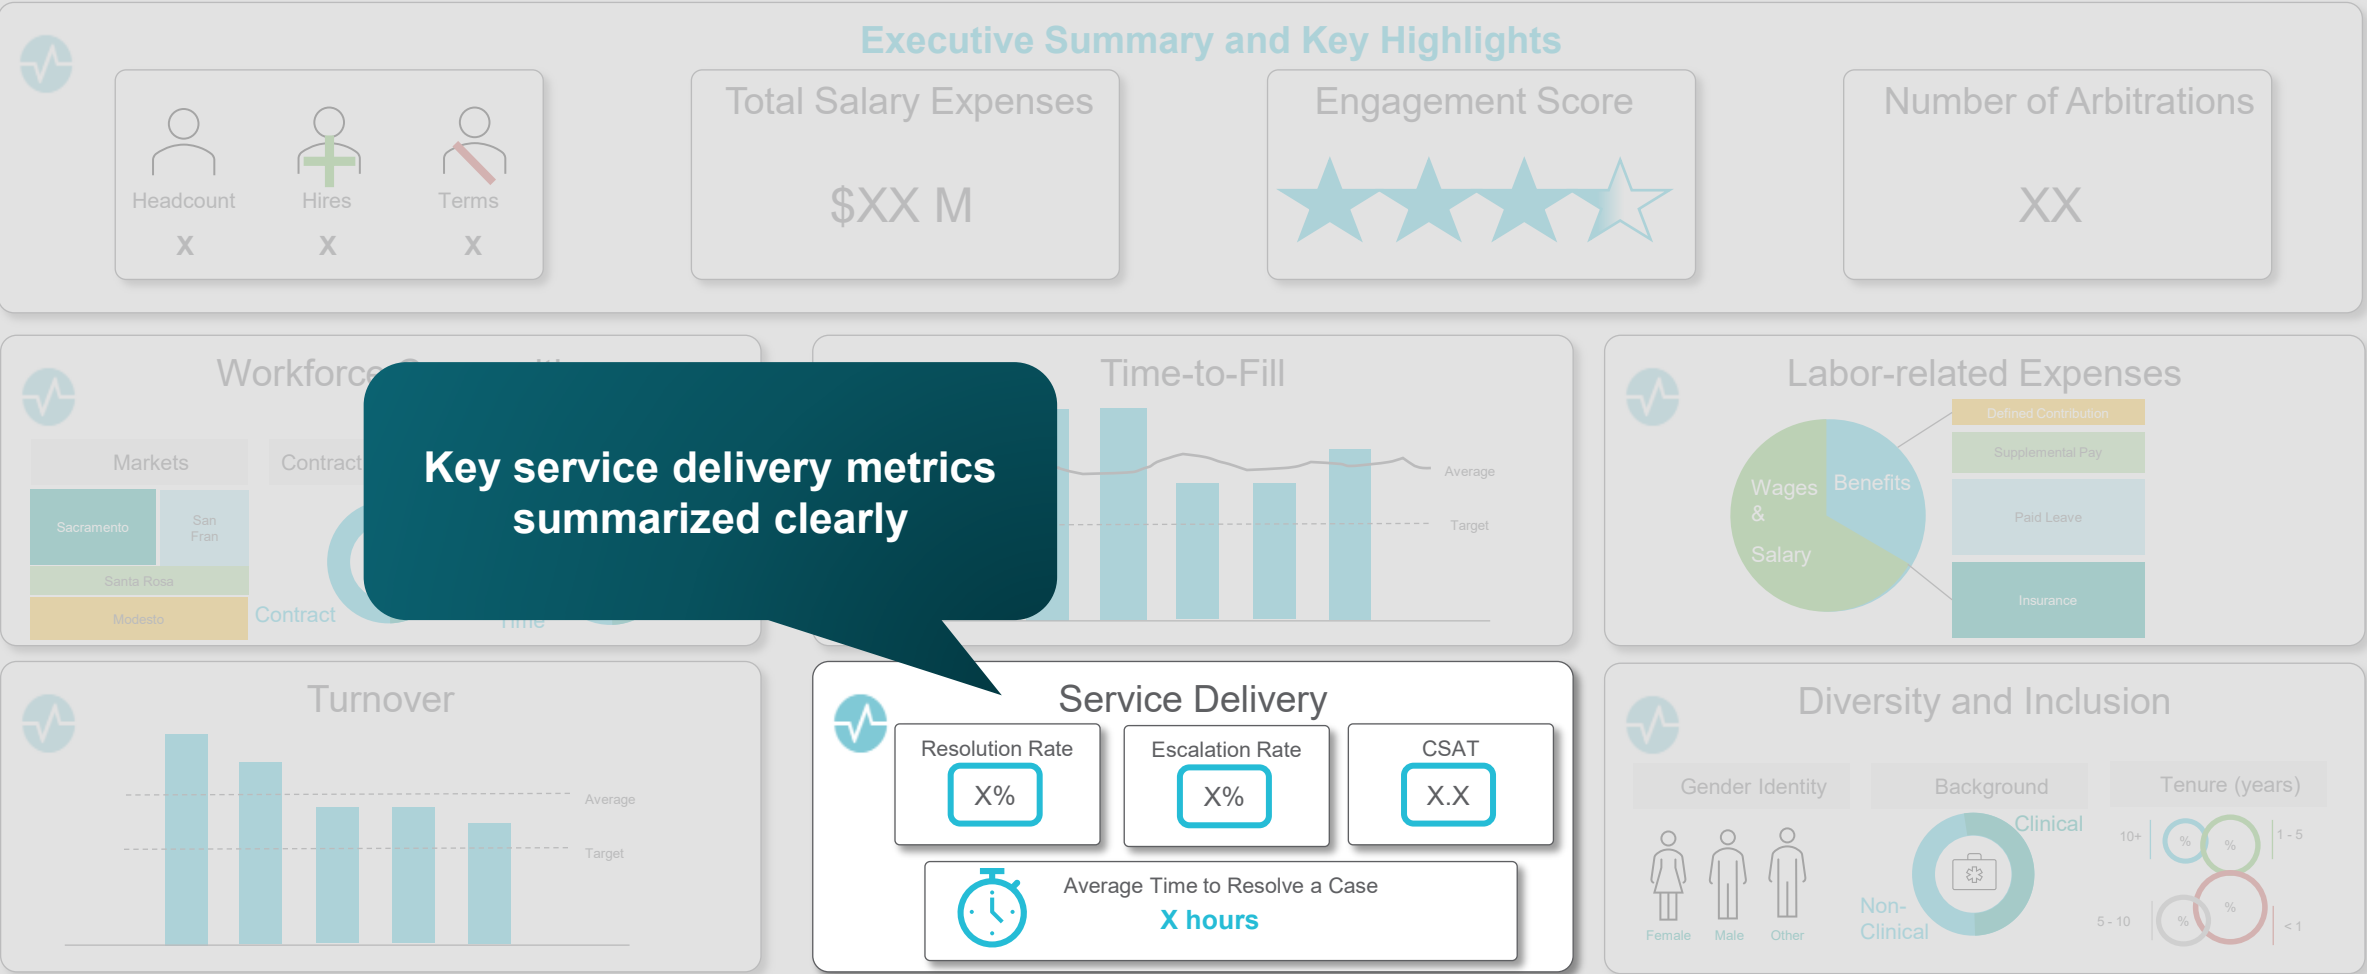 Executive Summary and Key Highlights
Headcount
Hires
Terms
X
X
X
Total Salary Expenses
$XX M
Engagement Score
Number of Arbitrations
XX
Workforce
Markets
Contract
Sacramento
San
Fran
Santa Rosa
Modesto
Contract
Time
Key service delivery metrics
summarized clearly
Time-to-Fill
Average
Target
Labor-related Expenses
Wages
&
Salary
Benefits
Defined Contribution
Supplemental Pay
Paid Leave
Insurance
Turnover
Average
Target
Service Delivery
Resolution Rate
X%
Escalation Rate
X%
CSAT
X.X
Average Time to Resolve a Case
X hours
Diversity and Inclusion
Gender Identity
Female
Male
Other
Background
Clinical
Non-
Clinical
Tenure (years)
10+
%
%
1 - 5
5 - 10
%
%
< 1